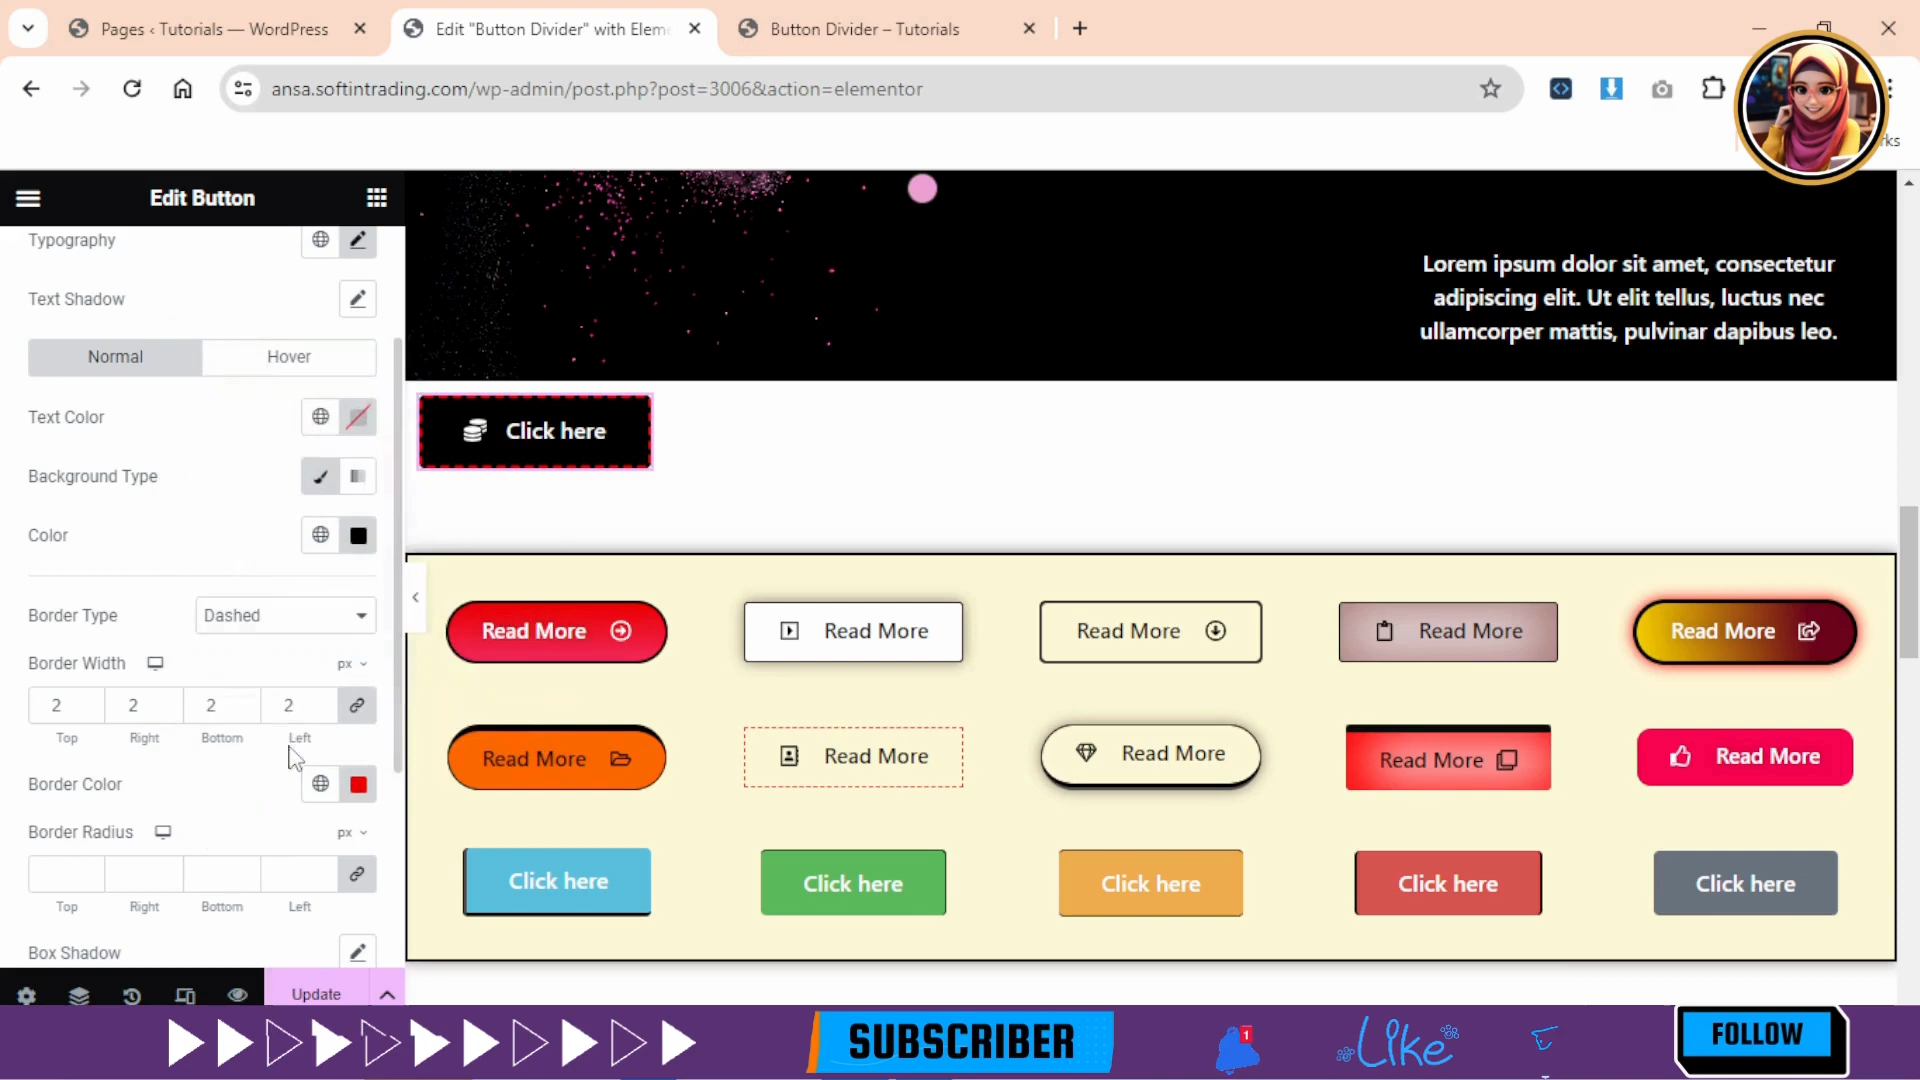 Pages ‹ Tutorials — WordPress
Edit "Button Divider" with Elem
Button Divider – Tutorials
ansa.softintrading.com/wp-admin/post.php?post=3006&action=elementor
rks
Edit Button
Typography
Text Shadow
Normal
Hover
Text Color
Background Type
Color
Border Type
Dashed
Border Width
px
2
2
2
2
Top
Right
Bottom
Left
Border Color
Border Radius
px
Top
Right
Bottom
Left
Box Shadow
Update
Lorem ipsum dolor sit amet, consectetur
adipiscing elit. Ut elit tellus, luctus nec
ullamcorper mattis, pulvinar dapibus leo.
Click here
Read More
Read More
Read More
Read More
Read More
Read More
Read More
Read More
Read More
Read More
Click here
Click here
Click here
Click here
Click here
SUBSCRIBER
1
Like
FOLLOW